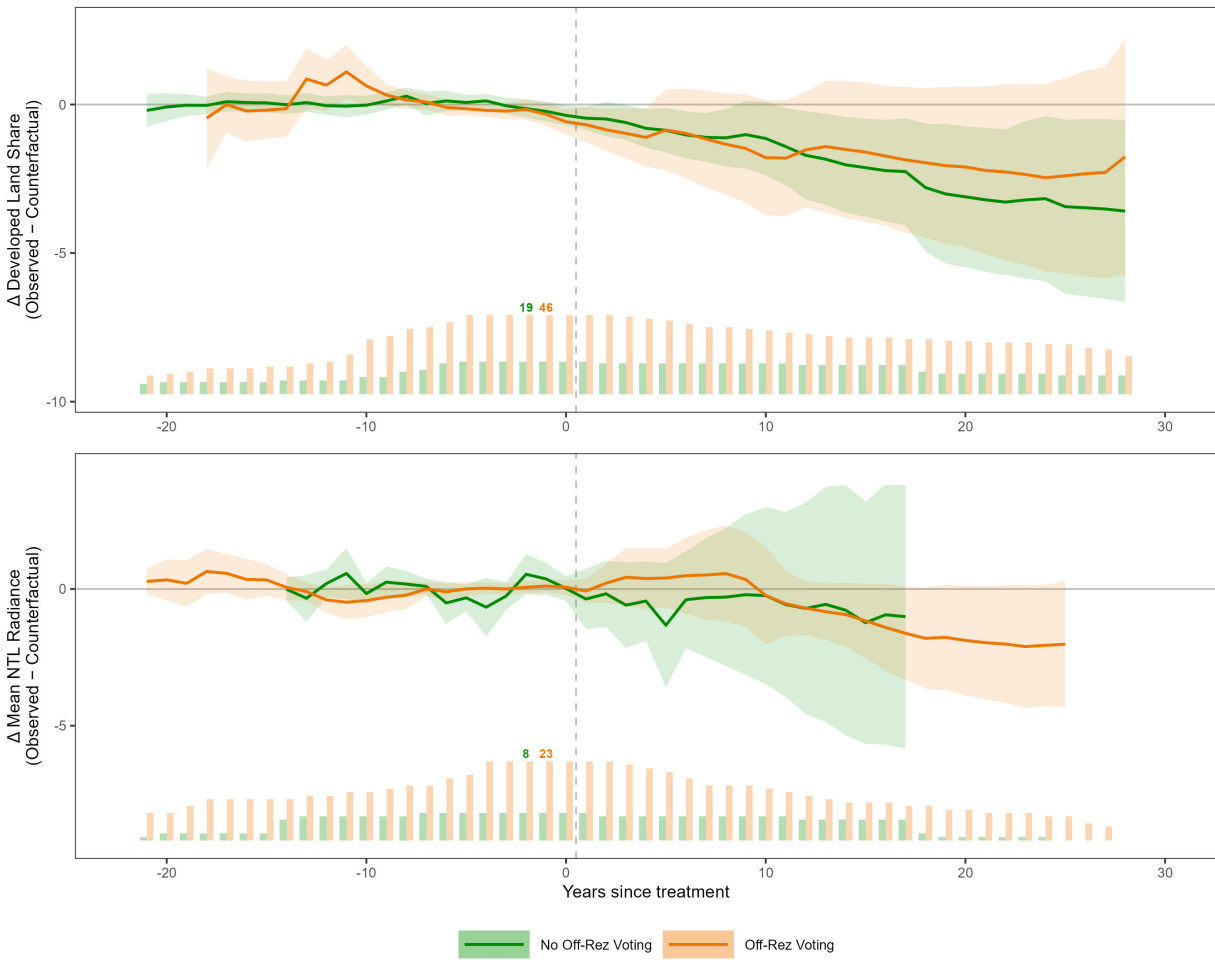 Δ Developed Land Share
(Observed − Counterfactual)
0
-5
-10
19 46
-20 -10 0 10 20 30
Δ Mean NTL Radiance
(Observed − Counterfactual)
0
-5
8 23
-20 -10 0 10 20 30
Years since treatment
No Off-Rez Voting Off-Rez Voting